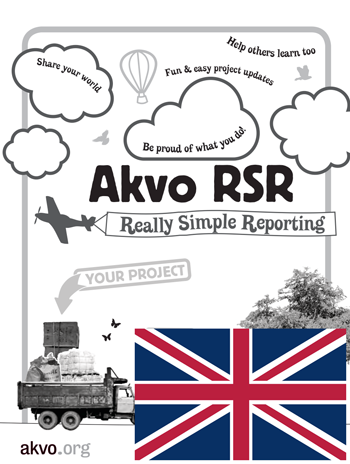 Help others learn too
Share your world
Fun & easy project updates
Be proud of what you do!
Akvo RSR
Really Simple Reporting
YOUR PROJECT
akvo.org